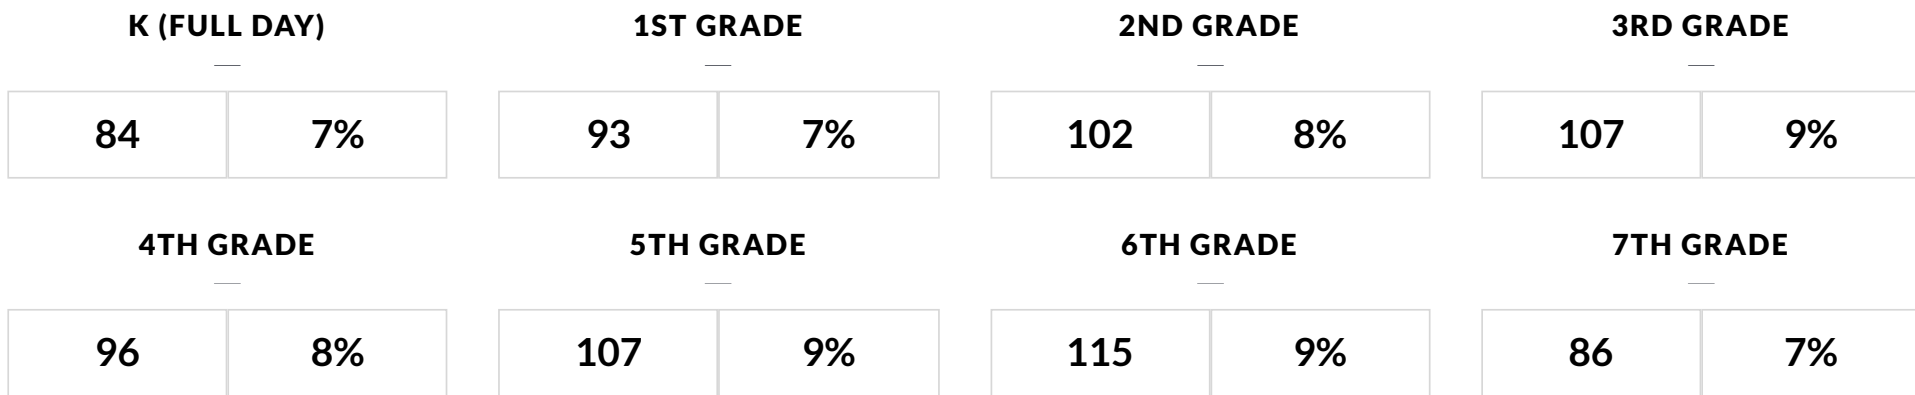 K (FULL DAY) 1ST GRADE 2ND GRADE 3RD GRADE
84 7% 93 7% 102 8% 107 9%
4TH GRADE 5TH GRADE 6TH GRADE 7TH GRADE
96 8% 107 9% 115 9% 86 7%